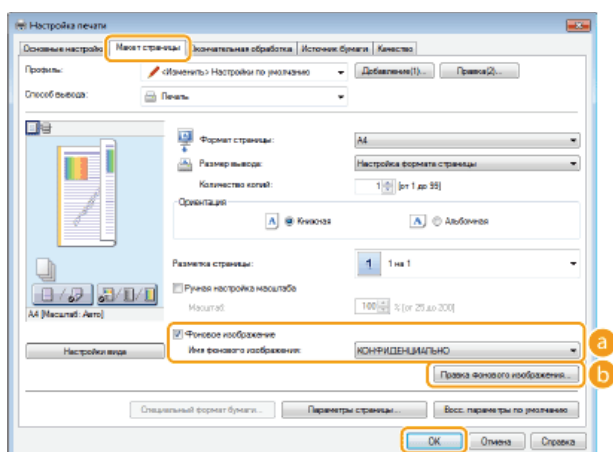 Настройка печати
Основные настройки Макет страницы Окончательная обработка Источник бумаги Качество
Профиль: <Изменить> Настройки по умолчанию Добавление(1)... Правка(2)...
Способ вывода: Печать
Формат страницы: A4
Размер вывода: Настройка формата страницы
Количество копий: 1 [от 1 до 99]
Ориентация
A Книжная A Альбомная
Разметка страницы: 1 1 на 1
Ручная настройка масштаба
Масштаб: 100 % [от 25 до 200]
A4 [Масштаб: Авто]
Фоновое изображение
a
Настройки вида
Имя фонового изображения: КОНФИДЕНЦИАЛЬНО
Правка фонового изображения...
b
Специальный формат бумаги... Параметры страницы... Восс. параметры по умолчанию
OK Отмена Справка